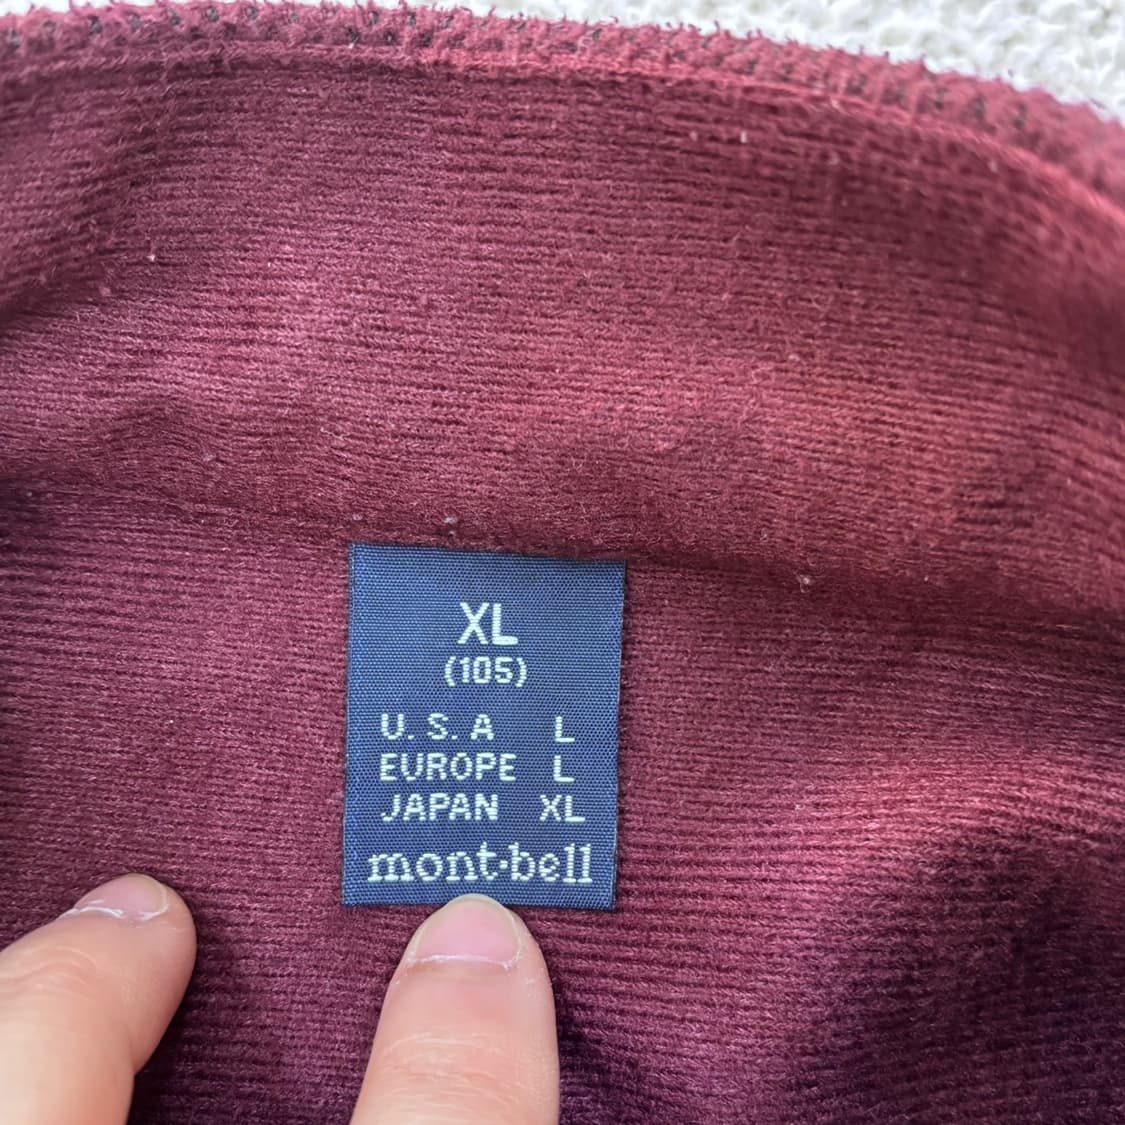 XL
(105)
U. S. A L
EUROPE L
JAPAN XL
mont·bell